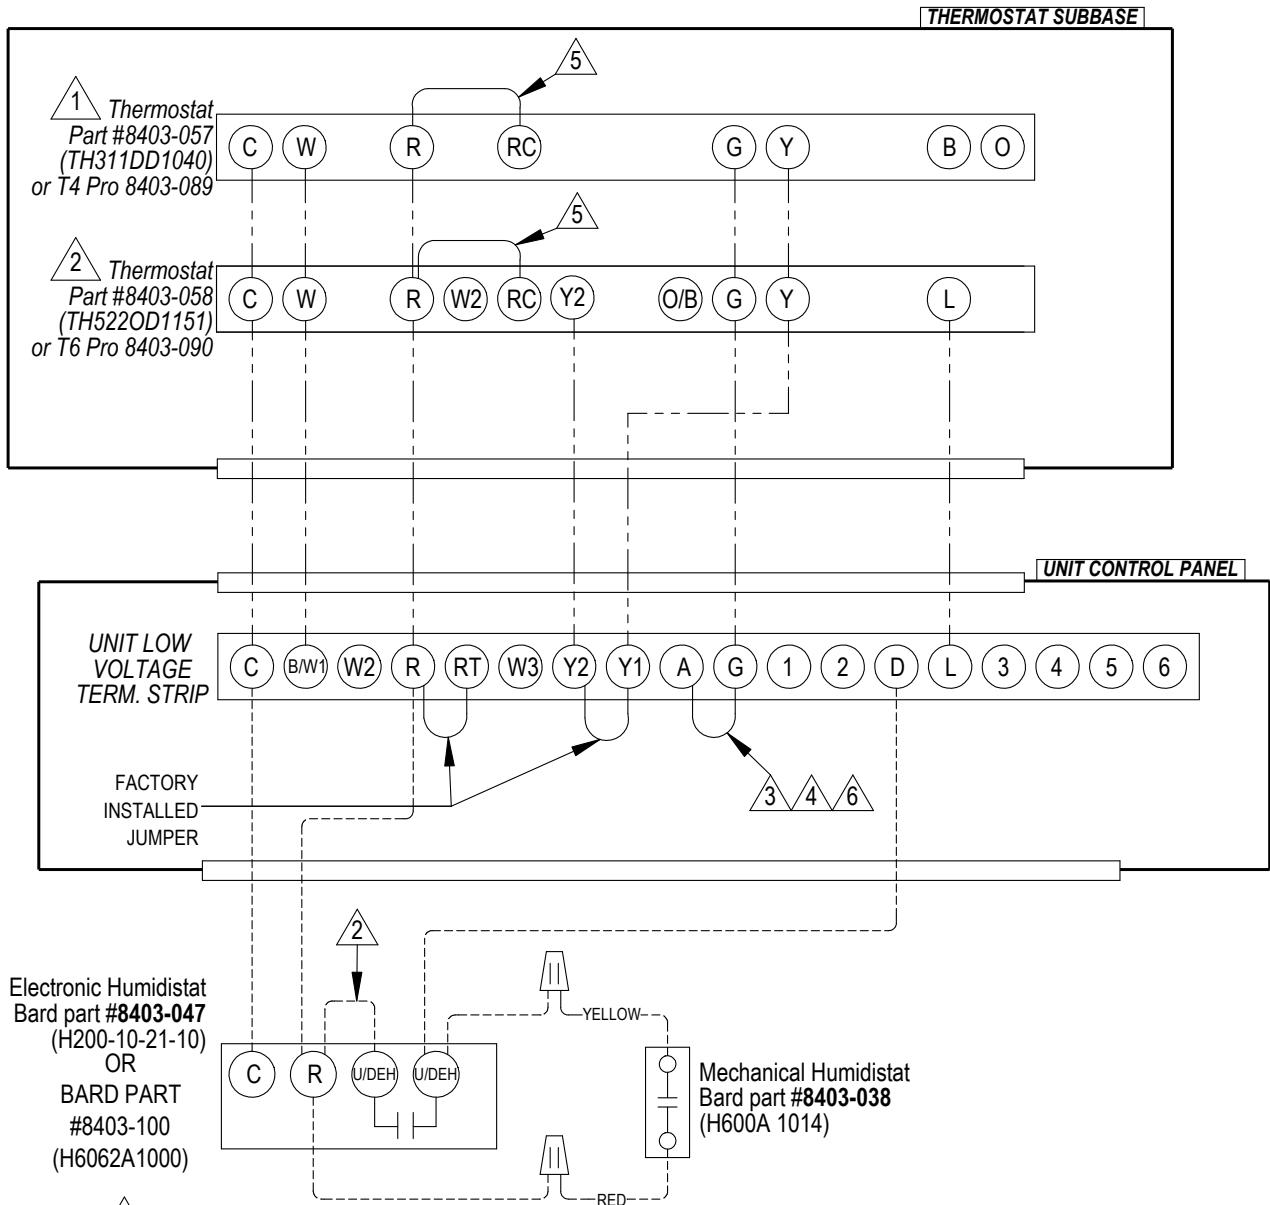 THERMOSTAT SUBBASE
5
1
Thermostat
Part #8403-057
(TH311DD1040)
or T4 Pro 8403-089
C W R RC G Y B O
5
2
Thermostat
Part #8403-058
(TH522OD1151)
or T6 Pro 8403-090
C W R W2 RC Y2 O/B G Y L
UNIT CONTROL PANEL
UNIT LOW
VOLTAGE
TERM. STRIP
C B/W1 W2 R RT W3 Y2 Y1 A G 1 2 D L 3 4 5 6
FACTORY
INSTALLED
JUMPER
3 4 6
2
Electronic Humidistat
Bard part #8403-047
(H200-10-21-10)
OR
BARD PART
#8403-100
(H6062A1000)
C R U/DEH U/DEH
YELLOW
Mechanical Humidistat
Bard part #8403-038
(H600A 1014)
RED